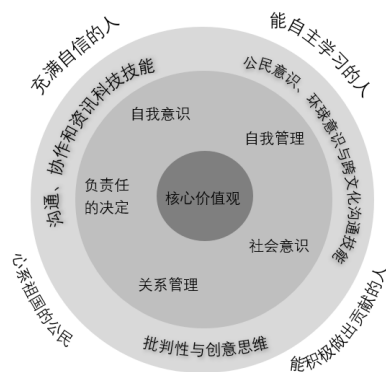 充满自信的人
能自主学习的人
沟通、协作和资讯科技技能
公民意识、环球意识与跨文化沟通技能
自我意识
自我管理
负责任
的决定
核心价值观
社会意识
关系管理
批判性与创意思维
心系祖国的公民
能积极做出贡献的人